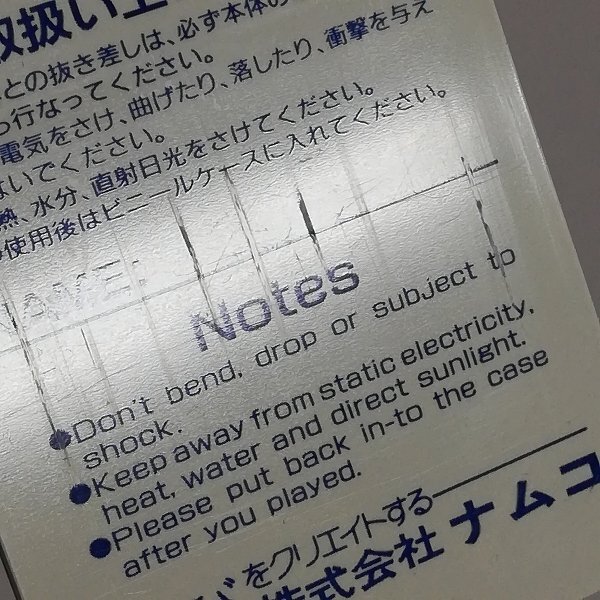 取扱い上
との抜き差しは、必ず本体の
行なってください。
電気をさけ、曲げたり、落したり、衝撃を与え
いでください。
熱、水分、直射日光をさけてください。
使用後はビニールケースに入れてください。
NAME:
Notes
●Don't bend, drop or subject to
shock.
●Keep away from static electricity,
heat, water and direct sunlight.
●Please put back in-to the case
after you played.
をクリエイトする
株式会社ナムコ